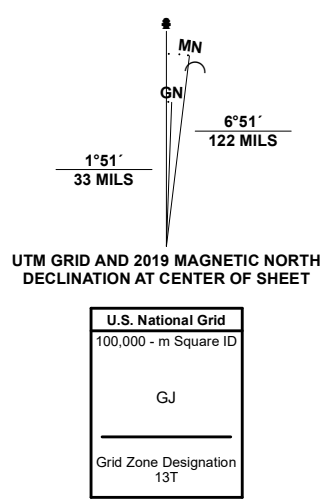 MN
GN
6°51´
122 MILS
1°51´
33 MILS
UTM GRID AND 2019 MAGNETIC NORTH
DECLINATION AT CENTER OF SHEET
U.S. National Grid
100,000 - m Square ID
GJ
Grid Zone Designation
13T